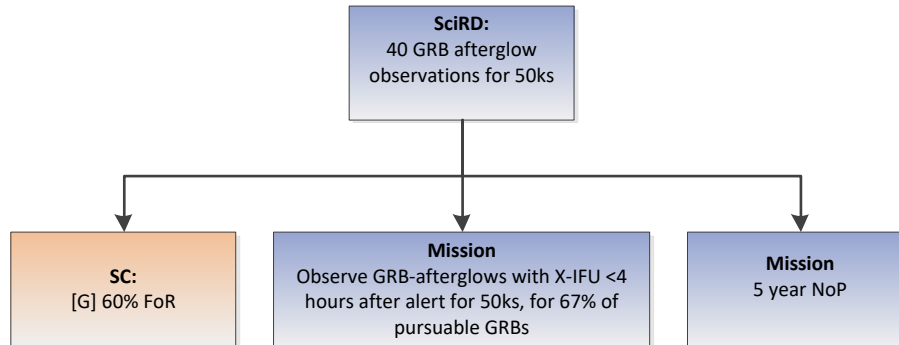 SciRD:
40 GRB afterglow
observations for 50ks
SC:
[G] 60% FoR
Mission
Observe GRB-afterglows with X-IFU <4
hours after alert for 50ks, for 67% of
pursuable GRBs
Mission
5 year NoP